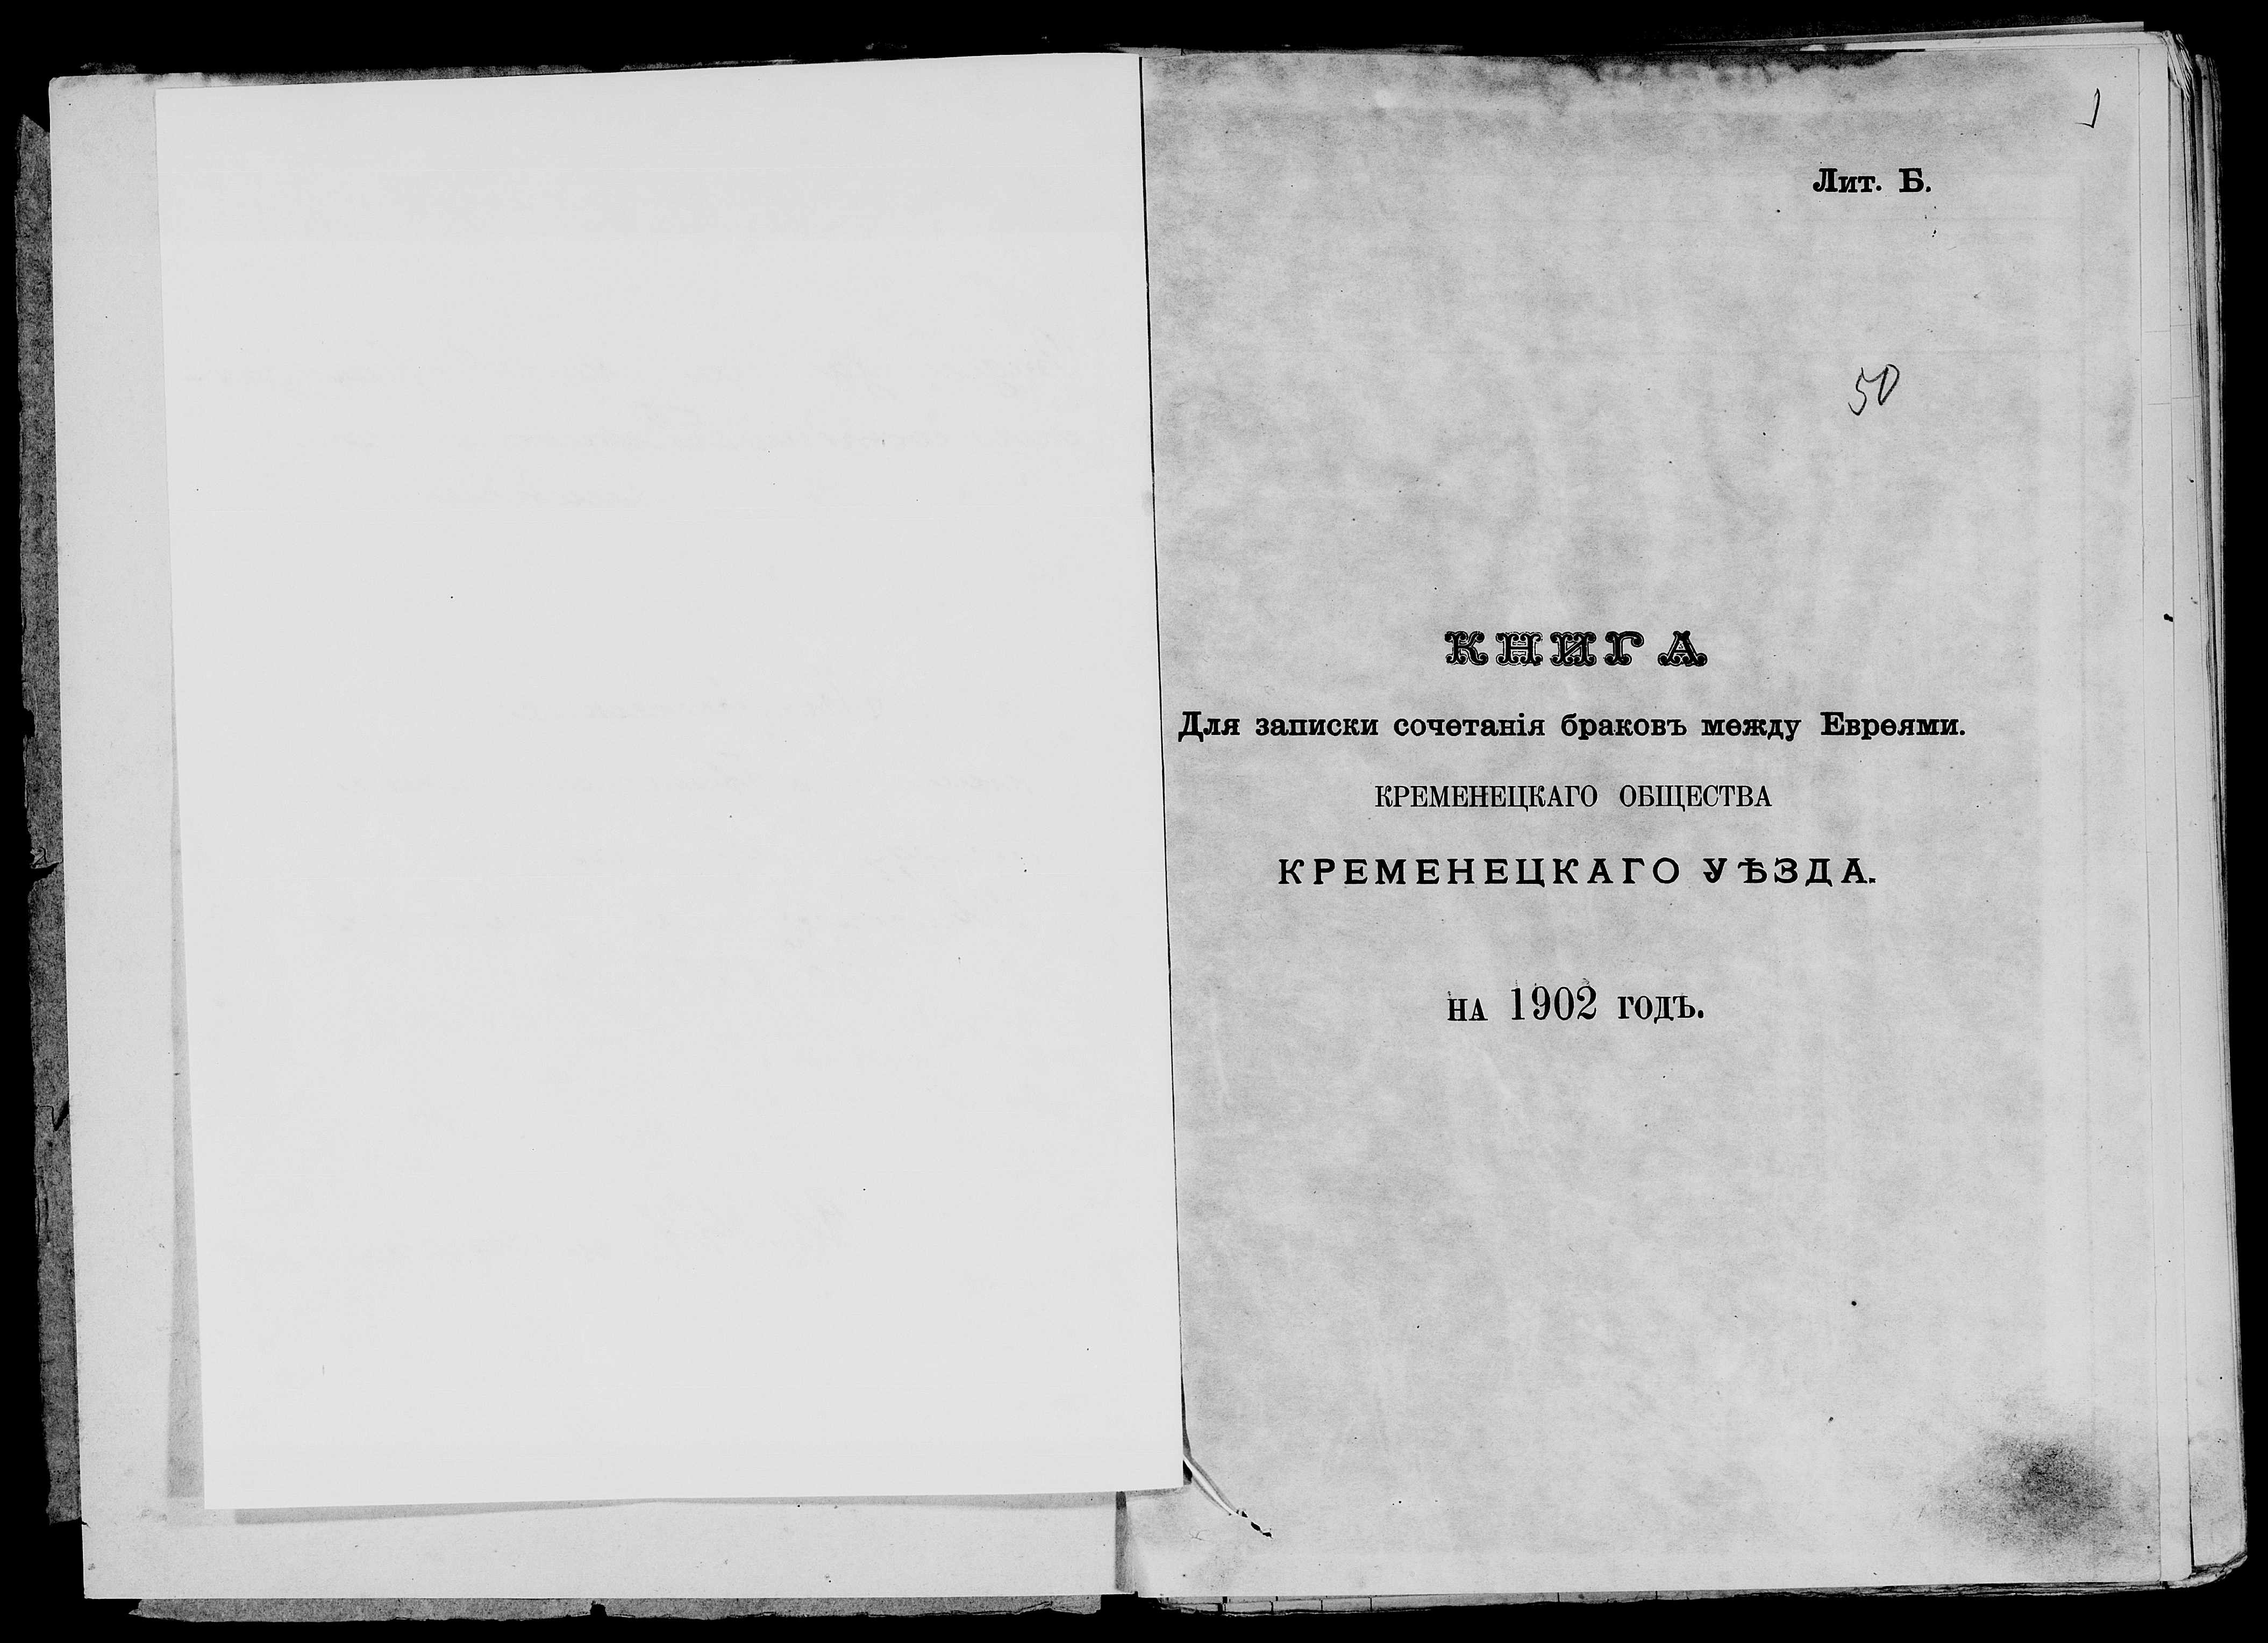 1
Лит. Б.
50
КНИГА
Для записки сочетанія браковъ между Евреями.
КРЕМЕНЕЦКАГО ОБЩЕСТВА
КРЕМЕНЕЦКАГО УѢЗДА.
НА 1902 ГОДЪ.